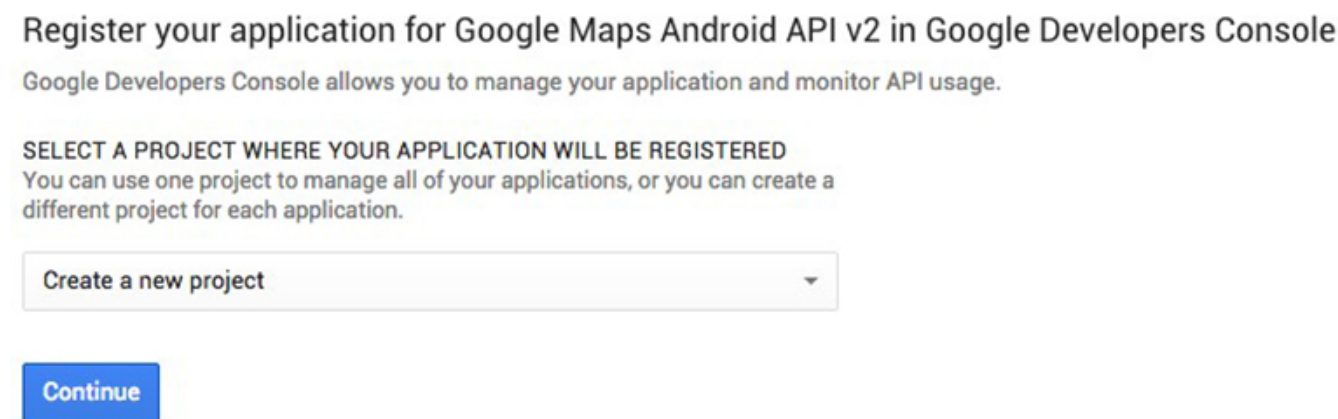 Register your application for Google Maps Android API v2 in Google Developers Console
Google Developers Console allows you to manage your application and monitor API usage.
SELECT A PROJECT WHERE YOUR APPLICATION WILL BE REGISTERED
You can use one project to manage all of your applications, or you can create a
different project for each application.
Create a new project
Continue